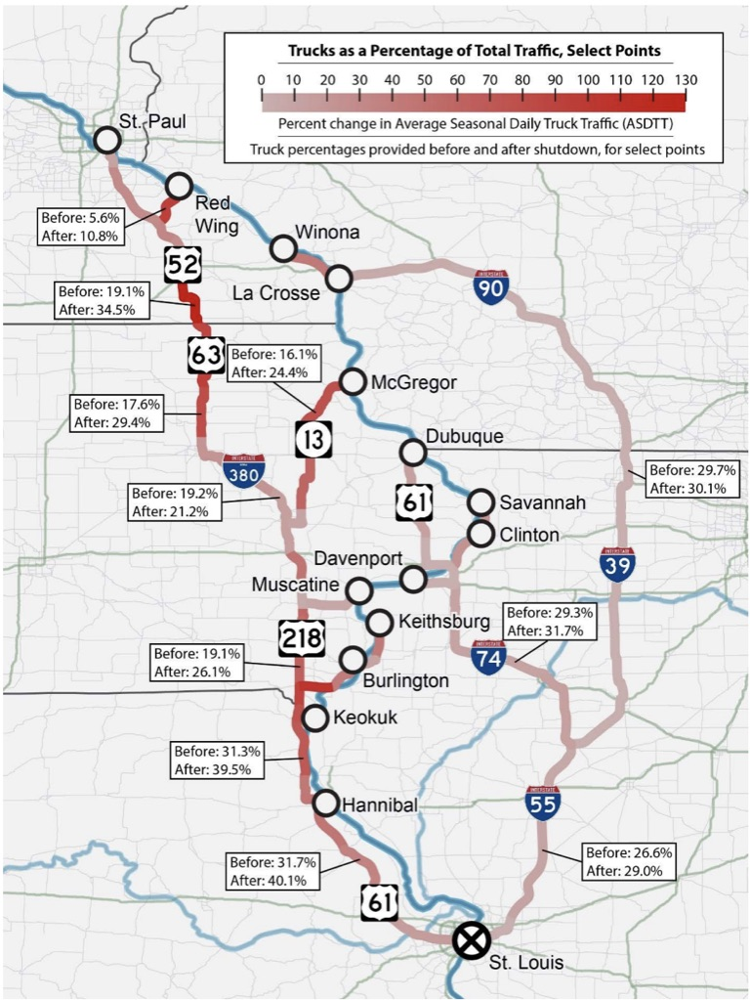 Trucks as a Percentage of Total Traffic, Select Points
0 10 20 30 40 50 60 70 80 90 100 110 120 130
Percent change in Average Seasonal Daily Truck Traffic (ASDTT)
Truck percentages provided before and after shutdown, for select points
St. Paul
Red
Wing
Before: 5.6%
After: 10.8%
Winona
52
La Crosse
INTERSTATE
90
Before: 19.1%
After: 34.5%
63
Before: 16.1%
After: 24.4%
McGregor
Before: 17.6%
After: 29.4%
13
Dubuque
INTERSTATE
380
Before: 29.7%
After: 30.1%
Before: 19.2%
After: 21.2%
61
Savannah
Clinton
Davenport
INTERSTATE
39
Muscatine
Keithsburg
Before: 29.3%
After: 31.7%
218
INTERSTATE
74
Before: 19.1%
After: 26.1%
Burlington
Keokuk
Before: 31.3%
After: 39.5%
Hannibal
INTERSTATE
55
Before: 31.7%
After: 40.1%
Before: 26.6%
After: 29.0%
61
St. Louis